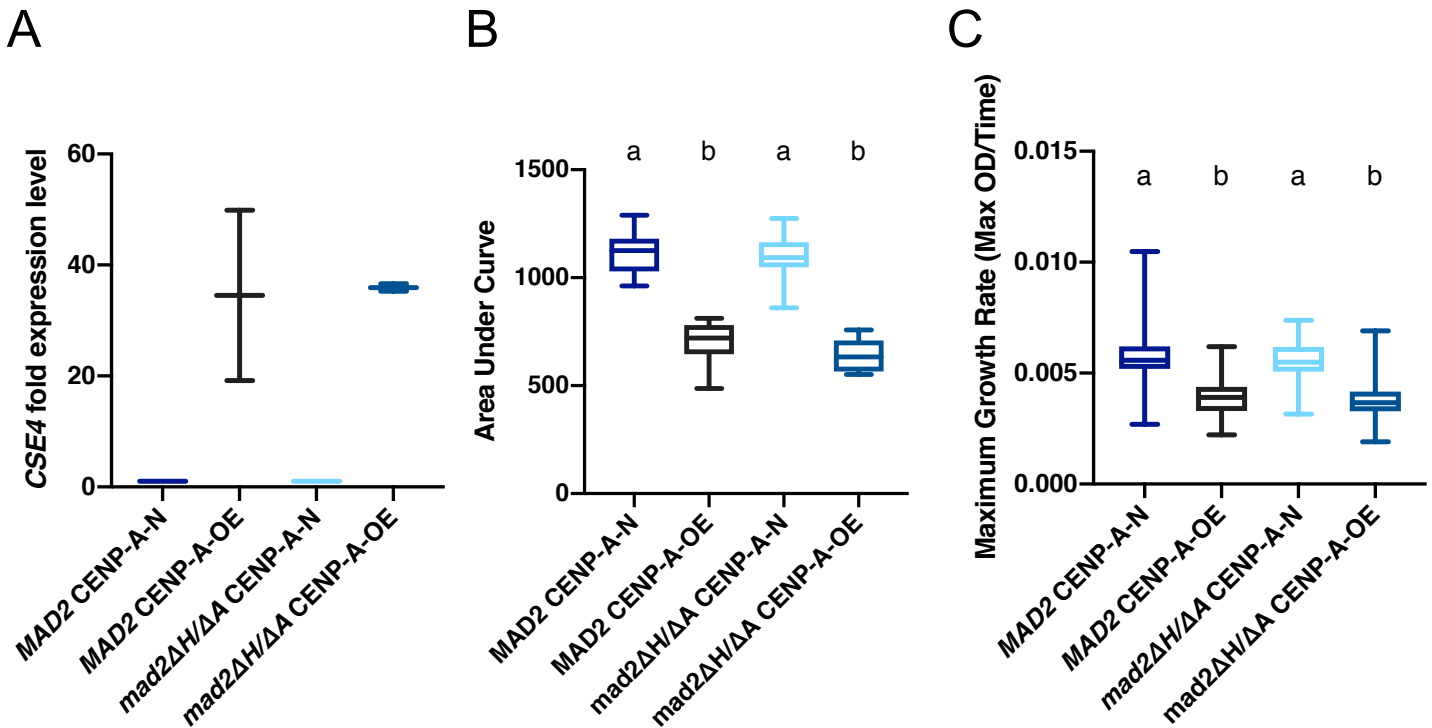 A
CSE4 fold expression level
60
40
20
0
MAD2 CENP-A-N
MAD2 CENP-A-OE
mad2ΔH/ΔA CENP-A-N
mad2ΔH/ΔA CENP-A-OE
B
Area Under Curve
1500
1000
500
0
a b a b
MAD2 CENP-A-N
MAD2 CENP-A-OE
mad2ΔH/ΔA CENP-A-N
mad2ΔH/ΔA CENP-A-OE
C
Maximum Growth Rate (Max OD/Time)
0.015
0.010
0.005
0.000
a b a b
MAD2 CENP-A-N
MAD2 CENP-A-OE
mad2ΔH/ΔA CENP-A-N
mad2ΔH/ΔA CENP-A-OE